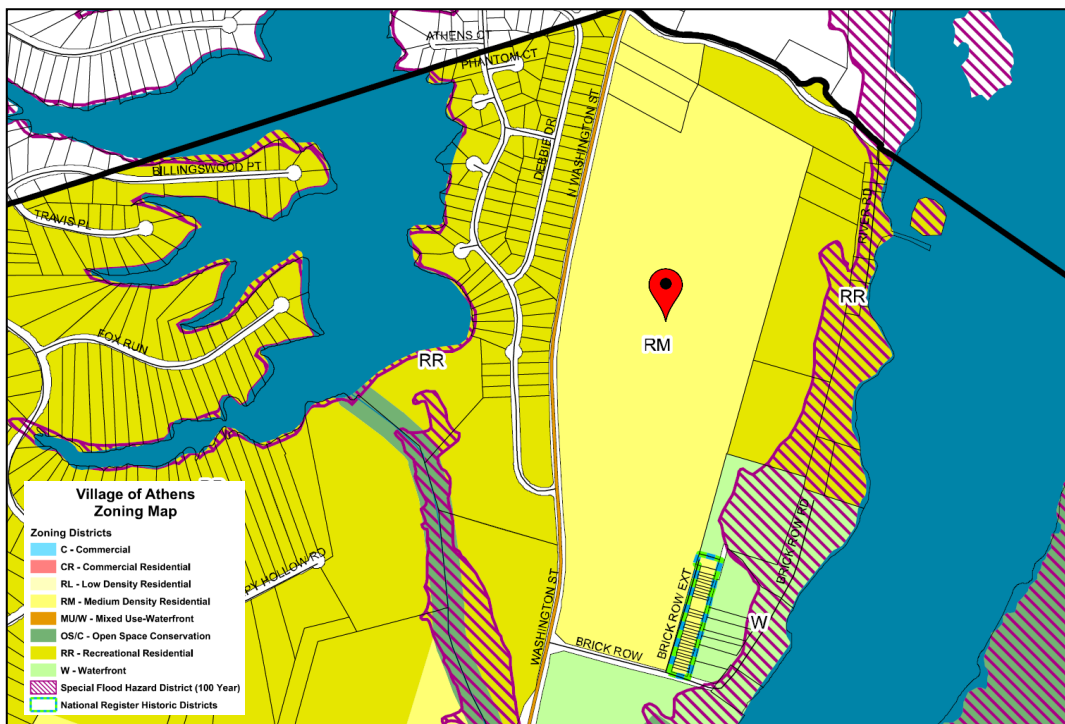 ATHENS CT
PHANTOM CT
DEBBIE DR
N WASHINGTON ST
BILLINGSWOOD PT
TRAVIS PL
RIVER RD
RR
RM
FOX RUN
RR
Village of Athens
Zoning Map
Zoning Districts
C - Commercial
CR - Commercial Residential
RL - Low Density Residential
RM - Medium Density Residential
MU/W - Mixed Use-Waterfront
OS/C - Open Space Conservation
RR - Recreational Residential
W - Waterfront
Special Flood Hazard District (100 Year)
National Register Historic Districts
PY HOLLOW RD
WASHINGTON ST
BRICK ROW
BRICK ROW EXT
BRICK ROW RD
W